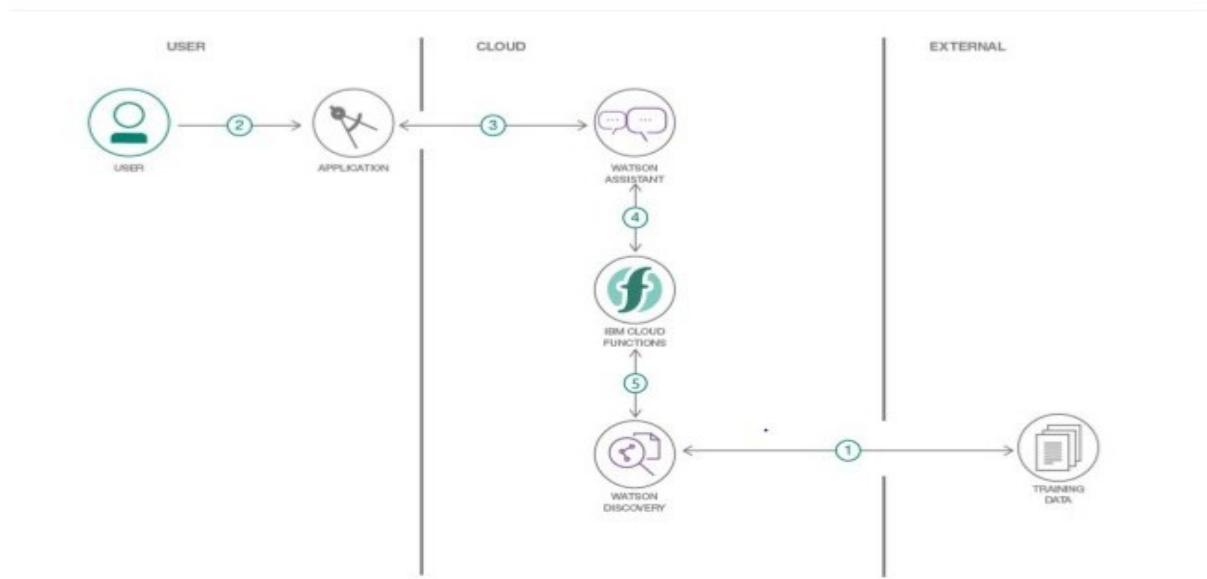 USER
CLOUD
EXTERNAL
2
3
USER
APPLICATION
WATSON
ASSISTANT
4
IBM CLOUD
FUNCTIONS
5
1
WATSON
DISCOVERY
TRAINING
DATA